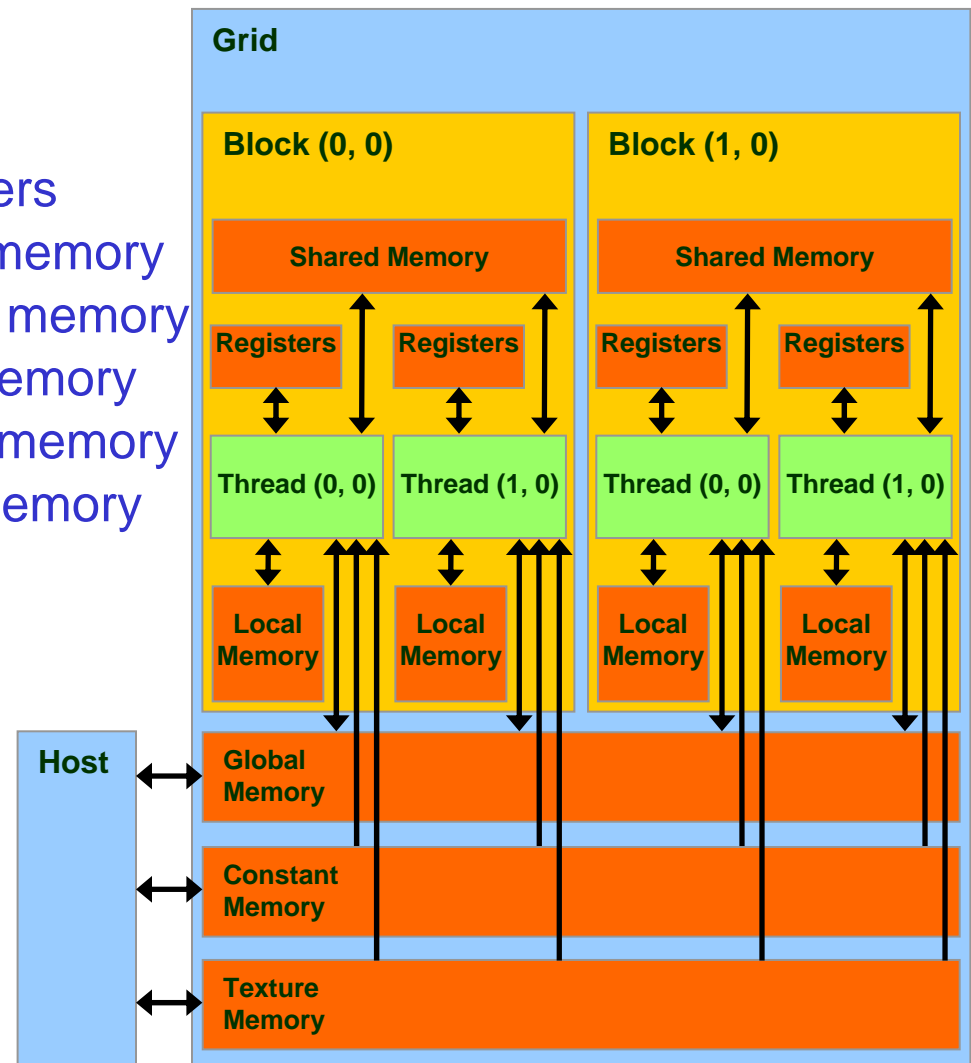 Grid
Block (0, 0)
Block (1, 0)
ers
memory
memory
emory
memory
emory
Shared Memory
Shared Memory
Registers
Registers
Registers
Registers
Thread (0, 0)
Thread (1, 0)
Thread (0, 0)
Thread (1, 0)
Local
Memory
Local
Memory
Local
Memory
Local
Memory
Host
Global
Memory
Constant
Memory
Texture
Memory